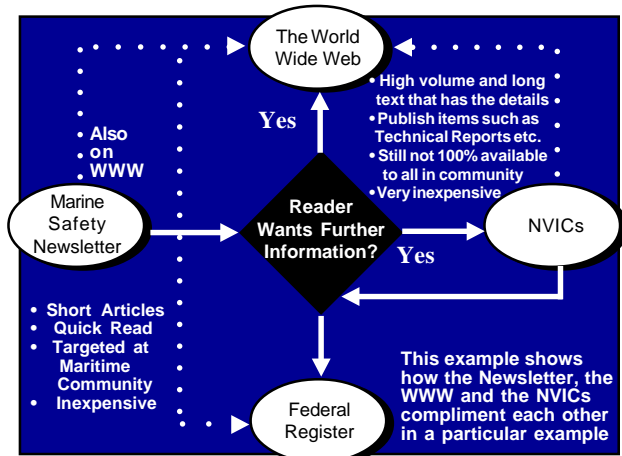 The World
Wide Web
• High volume and long
text that has the details
• Publish items such as
Technical Reports etc.
• Still not 100% available
to all in community
• Very inexpensive
Yes
Also
on
WWW
Marine
Safety
Newsletter
Reader
Wants Further
Information?
Yes
NVICs
• Short Articles
• Quick Read
• Targeted at
Maritime
Community
• Inexpensive
Federal
Register
This example shows
how the Newsletter, the
WWW and the NVICs
compliment each other
in a particular example